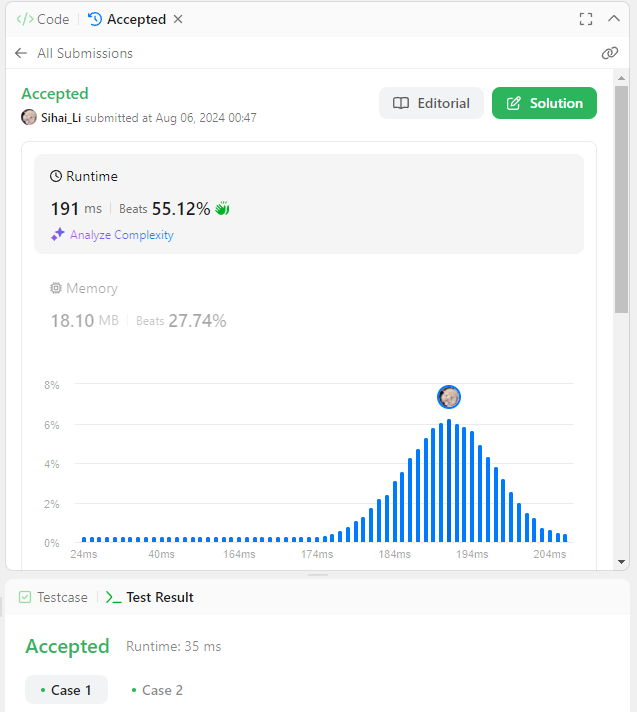 Code Accepted
All Submissions
Accepted
Editorial Solution
Sihai_Li submitted at Aug 06, 2024 00:47
Runtime
191 ms Beats 55.12%
Analyze Complexity
Memory
18.10 MB Beats 27.74%
8%
6%
4%
2%
0%
24ms 40ms 164ms 174ms 184ms 194ms 204ms
Testcase Test Result
Accepted Runtime: 35 ms
Case 1 Case 2